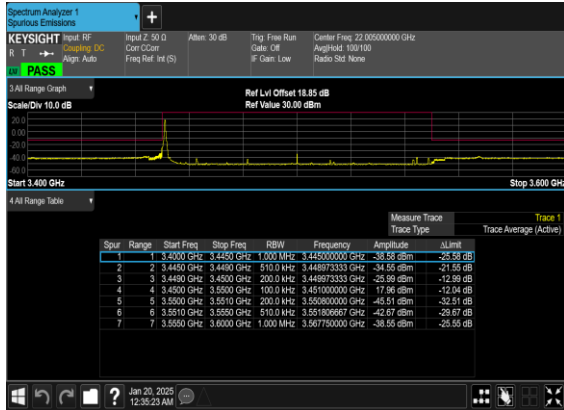 Spectrum Analyzer 1
Spurious Emissions
+
KEYSIGHT Input: RF Input Z: 50 Ω Atten: 30 dB Trig: Free Run Center Freq: 22.005000000 GHz
R T Coupling: DC Corr CCorr Gate: Off Avg|Hold: 100/100
Align: Auto Freq Ref: Int (S) IF Gain: Low Radio Std: None
PASS
3 All Range Graph Ref Lvl Offset 18.85 dB
Scale/Div 10.0 dB Ref Value 30.00 dBm
20.0
0.00
-20.0
-40.0
-60.0
Start 3.400 GHz Stop 3.600 GHz
4 All Range Table
Measure Trace Trace 1
Trace Type Trace Average (Active)
Spur Range Start Freq Stop Freq RBW Frequency Amplitude ΔLimit
1 1 3.4000 GHz 3.4450 GHz 1.000 MHz 3.445000000 GHz -38.58 dBm -25.58 dB
2 2 3.4450 GHz 3.4490 GHz 510.0 kHz 3.448973333 GHz -34.55 dBm -21.55 dB
3 3 3.4490 GHz 3.4500 GHz 200.0 kHz 3.449973333 GHz -25.99 dBm -12.99 dB
4 4 3.4500 GHz 3.5500 GHz 100.0 kHz 3.451000000 GHz 17.96 dBm -12.04 dB
5 5 3.5500 GHz 3.5510 GHz 200.0 kHz 3.550800000 GHz -45.51 dBm -32.51 dB
6 6 3.5510 GHz 3.5550 GHz 510.0 kHz 3.551806667 GHz -42.67 dBm -29.67 dB
7 7 3.5550 GHz 3.6000 GHz 1.000 MHz 3.567750000 GHz -38.55 dBm -25.55 dB
? Jan 20, 2025
12:35:23 AM